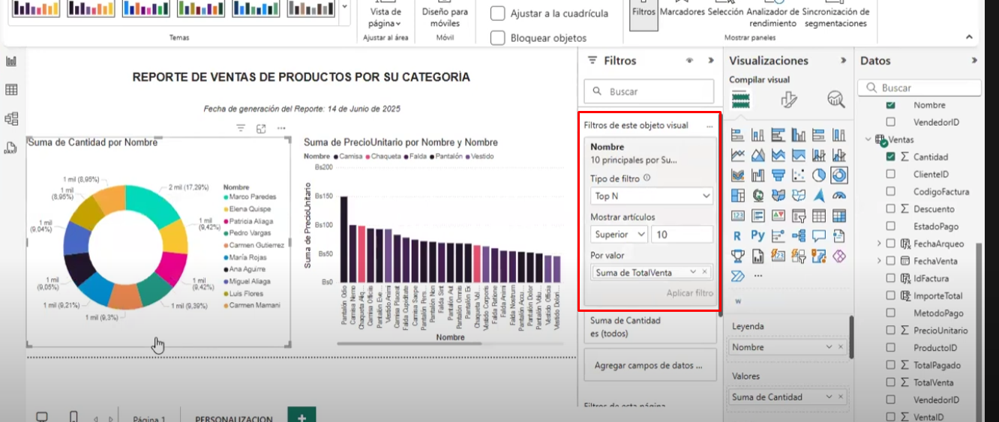 Temas
Vista de
página
Ajustar al área
Diseño para
móviles
Móvil
Ajustar a la cuadrícula
Bloquear objetos
Filtros
Marcadores
Selección
Analizador de
rendimiento
Sincronización de
segmentaciones
Mostrar paneles
REPORTE DE VENTAS DE PRODUCTOS POR SU CATEGORÌA
Fecha de generación del Reporte: 14 de Junio de 2025
Suma de Cantidad por Nombre
1 mil (8,95%)
2 mil (17,29%)
1 mil
(8,95%)
1 mil
(9,04%)
1 mil
(9,05%)
1 mil (9,21%)
1 mil (9,3%)
1 mil (9,39%)
1 mil
(9,42%)
1 mil
(9,42%)
Nombre
Marco Paredes
Elena Quispe
Patricia Aliaga
Pedro Vargas
Carmen Gutierrez
María Rojas
Ana Aguirre
Miguel Aliaga
Luis Flores
Carmen Mamani
Suma de PrecioUnitario por Nombre y Nombre
Nombre Camisa Chaqueta Falda Pantalón Vestido
Suma de PrecioUnitario
Bs200
Bs150
Bs100
Bs50
Bs0
Pantalón Odio
Camisa Nemo
Chaqueta Aliq...
Camisa Officiis
Pantalón Eve...
Vestido Animi
Camisa Placeat
Falda Cupiditate
Camisa Saepe
Pantalón Pers...
Pantalón Non
Falda Sint
Pantalón Aut
Pantalón Omnis
Pantalón Ex
Chaqueta Vol...
Vestido Corporis
Falda Ratione
Falda Animi
Falda Nostrum
Pantalón Accu...
Pantalón Dolor
Pantalón Volu...
Vestido Officia
Vestido Dolori...
Nombre
Página 1
PERSONALIZACION
+
Filtros
Buscar
Filtros de este objeto visual
...
Nombre
10 principales por Su...
Tipo de filtro
Top N
Mostrar artículos
Superior
10
Por valor
Suma de TotalVenta
Aplicar filtro
Suma de Cantidad
es (todos)
Agregar campos de datos ...
Filtros de esta página
Visualizaciones
Compilar visual
R
Py
123
...
Leyenda
Nombre
Valores
Suma de Cantidad
Datos
Buscar
Nombre
VendedorID
Ventas
Cantidad
ClienteID
CodigoFactura
Descuento
EstadoPago
FechaArqueo
FechaVenta
IdFactura
ImporteTotal
MetodoPago
PrecioUnitario
ProductoID
TotalPagado
TotalVenta
VendedorID
VentaID